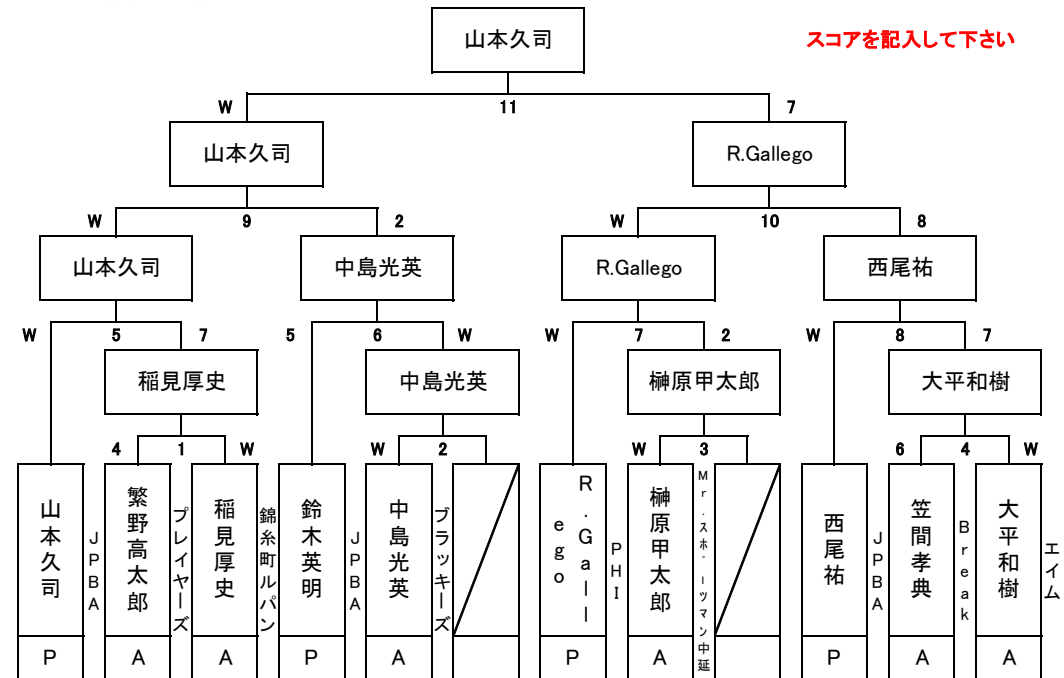 山本久司
スコアを記入して下さい
W 11 7
山本久司 R.Gallego
W 9 2 W 10 8
山本久司 中島光英 R.Gallego 西尾祐
W 5 7 5 6 W W 7 2 W 8 7
稲見厚史 中島光英 榊原甲太郎 大平和樹
4 1 W W 2 W 3 6 4 W
山本久司
JPBA
繁野高太郎
プレイヤーズ
稲見厚史
錦糸町ルパン
鈴木英明
JPBA
中島光英
ブラッキーズ
R.Gall
ego
PHI
榊原甲太郎
Mr.スポーツマン中延
西尾祐
JPBA
笠間孝典
Break
大平和樹
エイム
P A A P A P A P A A